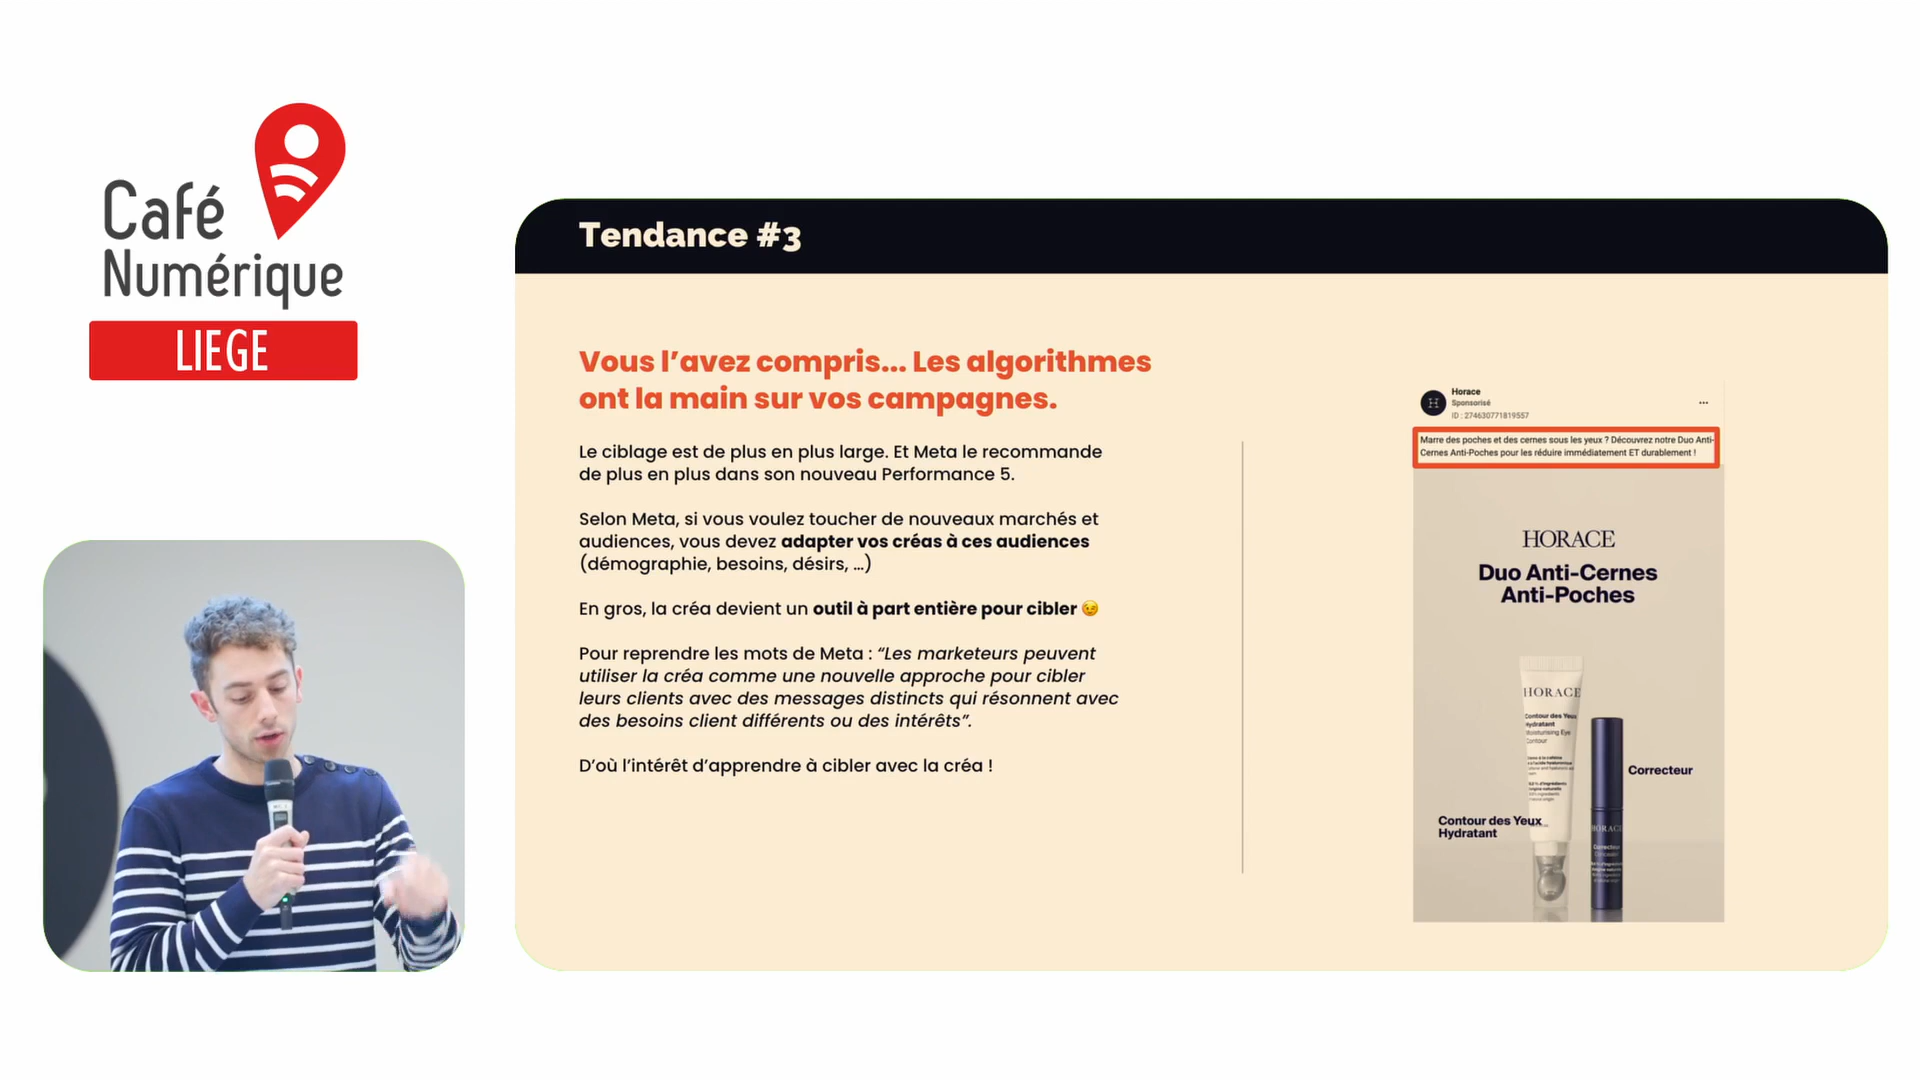 Café
Numérique
LIEGE
Tendance #3
Vous l’avez compris... Les algorithmes
ont la main sur vos campagnes.
Le ciblage est de plus en plus large. Et Meta le recommande
de plus en plus dans son nouveau Performance 5.
Selon Meta, si vous voulez toucher de nouveaux marchés et
audiences, vous devez adapter vos créas à ces audiences
(démographie, besoins, désirs, ...)
En gros, la créa devient un outil à part entière pour cibler 😉
Pour reprendre les mots de Meta : “Les marketeurs peuvent
utiliser la créa comme une nouvelle approche pour cibler
leurs clients avec des messages distincts qui résonnent avec
des besoins client différents ou des intérêts”.
D’où l’intérêt d’apprendre à cibler avec la créa !
Horace
Sponsorisé
ID : 274630771819557
Marre des poches et des cernes sous les yeux ? Découvrez notre Duo Anti-
Cernes Anti-Poches pour les réduire immédiatement ET durablement !
HORACE
Duo Anti-Cernes
Anti-Poches
HORACE
Contour des Yeux
Hydratant
Moisturising Eye
Contour
Correcteur
Contour des Yeux
Hydratant
HORACE
Correcteur